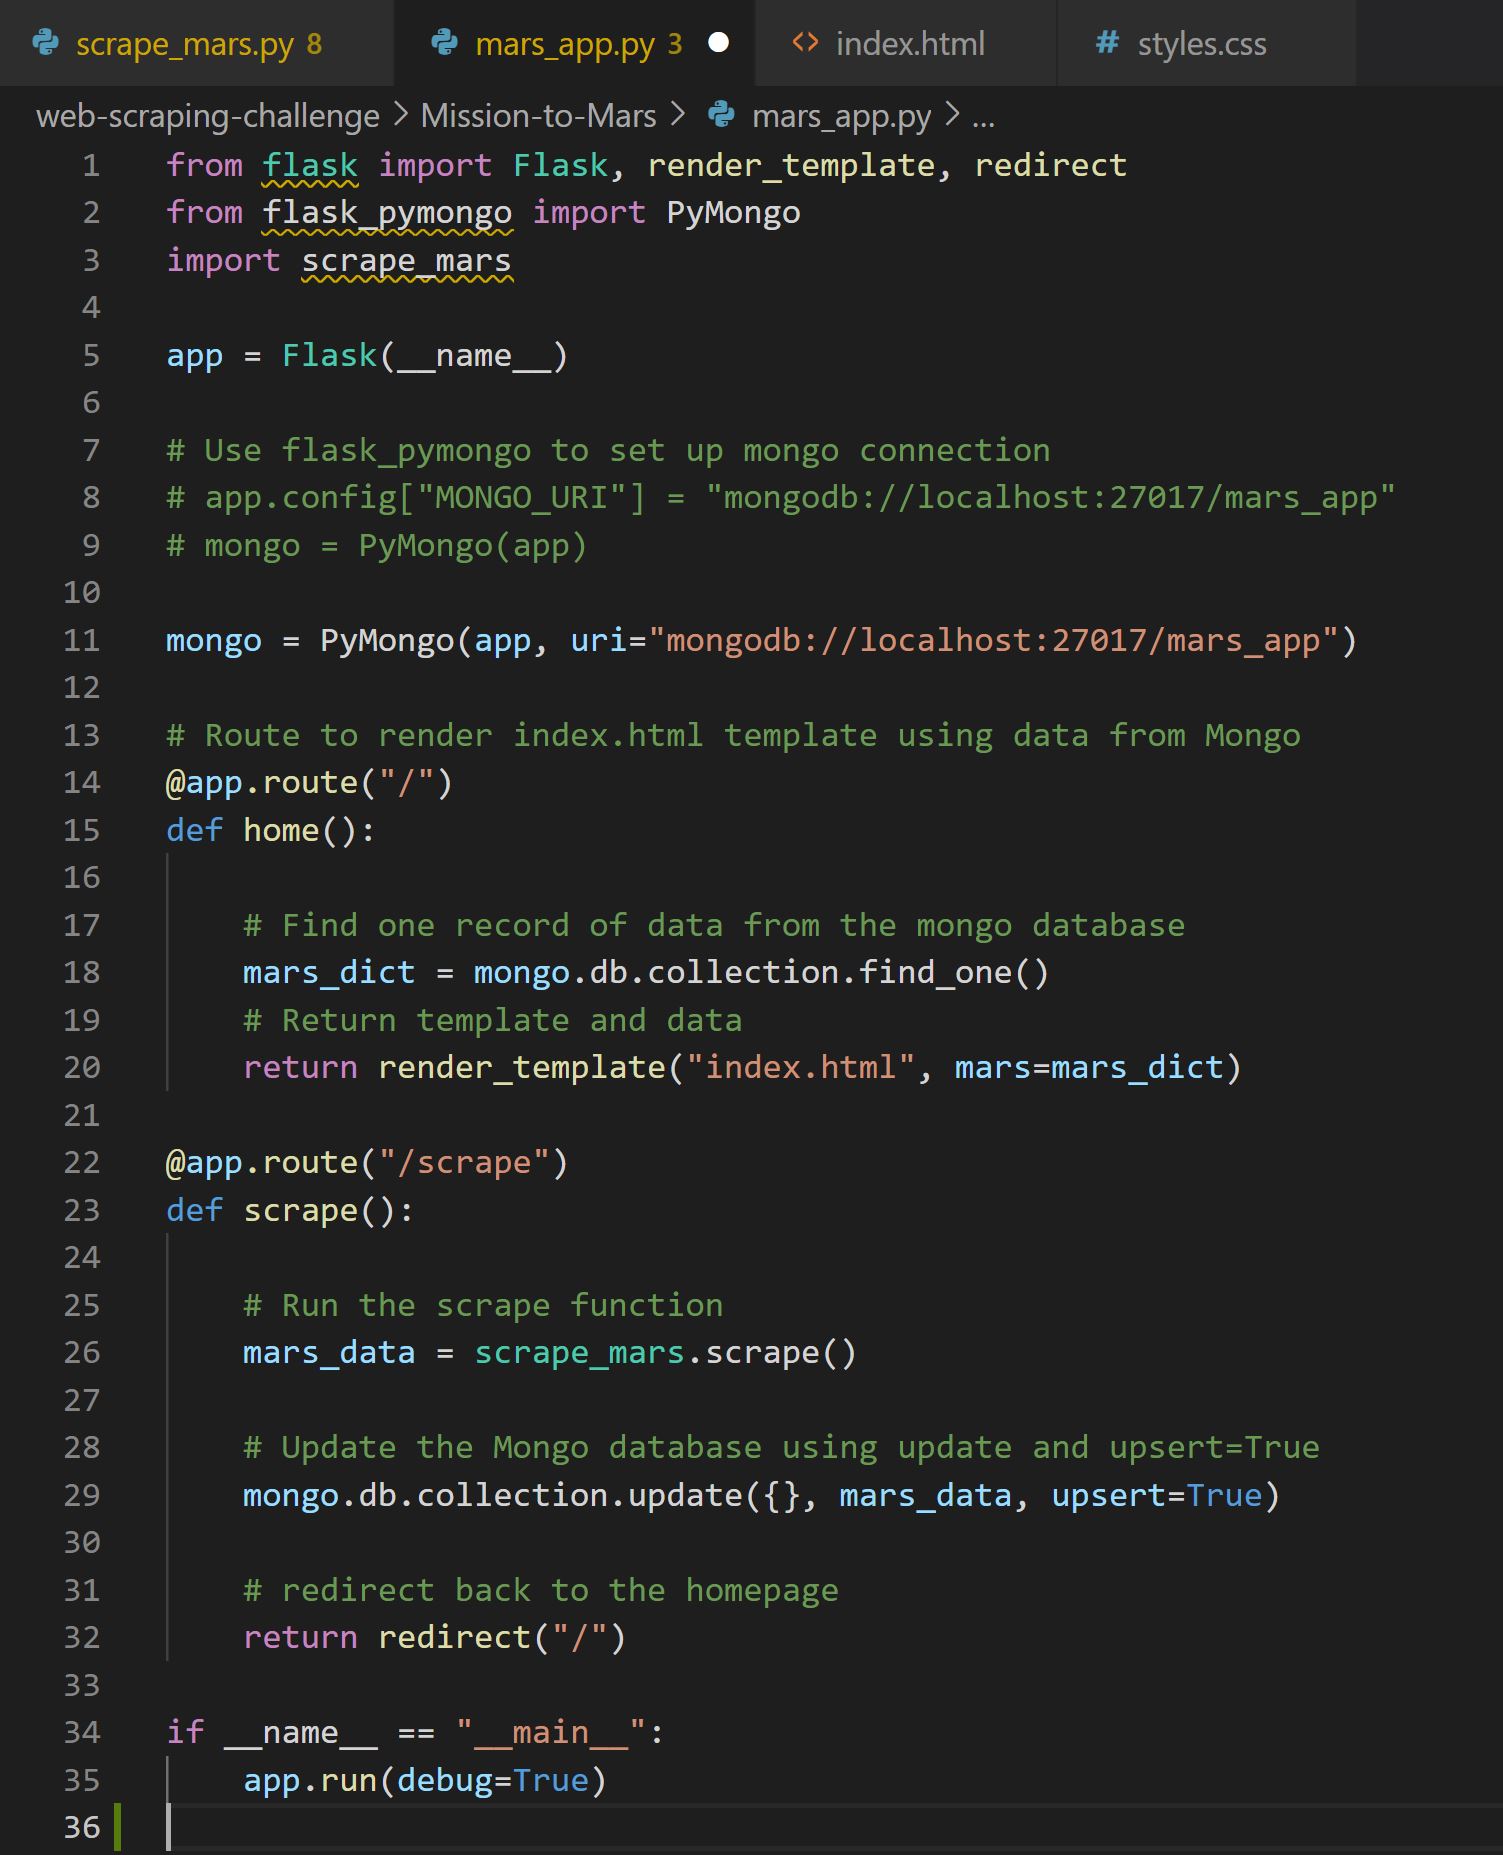 scrape_mars.py 8 mars_app.py 3 index.html # styles.css
web-scraping-challenge > Mission-to-Mars > mars_app.py > ...
1 from flask import Flask, render_template, redirect
2 from flask_pymongo import PyMongo
3 import scrape_mars
4
5 app = Flask(__name__)
6
7 # Use flask_pymongo to set up mongo connection
8 # app.config["MONGO_URI"] = "mongodb://localhost:27017/mars_app"
9 # mongo = PyMongo(app)
10
11 mongo = PyMongo(app, uri="mongodb://localhost:27017/mars_app")
12
13 # Route to render index.html template using data from Mongo
14 @app.route("/")
15 def home():
16
17     # Find one record of data from the mongo database
18     mars_dict = mongo.db.collection.find_one()
19     # Return template and data
20     return render_template("index.html", mars=mars_dict)
21
22 @app.route("/scrape")
23 def scrape():
24
25     # Run the scrape function
26     mars_data = scrape_mars.scrape()
27
28     # Update the Mongo database using update and upsert=True
29     mongo.db.collection.update({}, mars_data, upsert=True)
30
31     # redirect back to the homepage
32     return redirect("/")
33
34 if __name__ == "__main__":
35     app.run(debug=True)
36